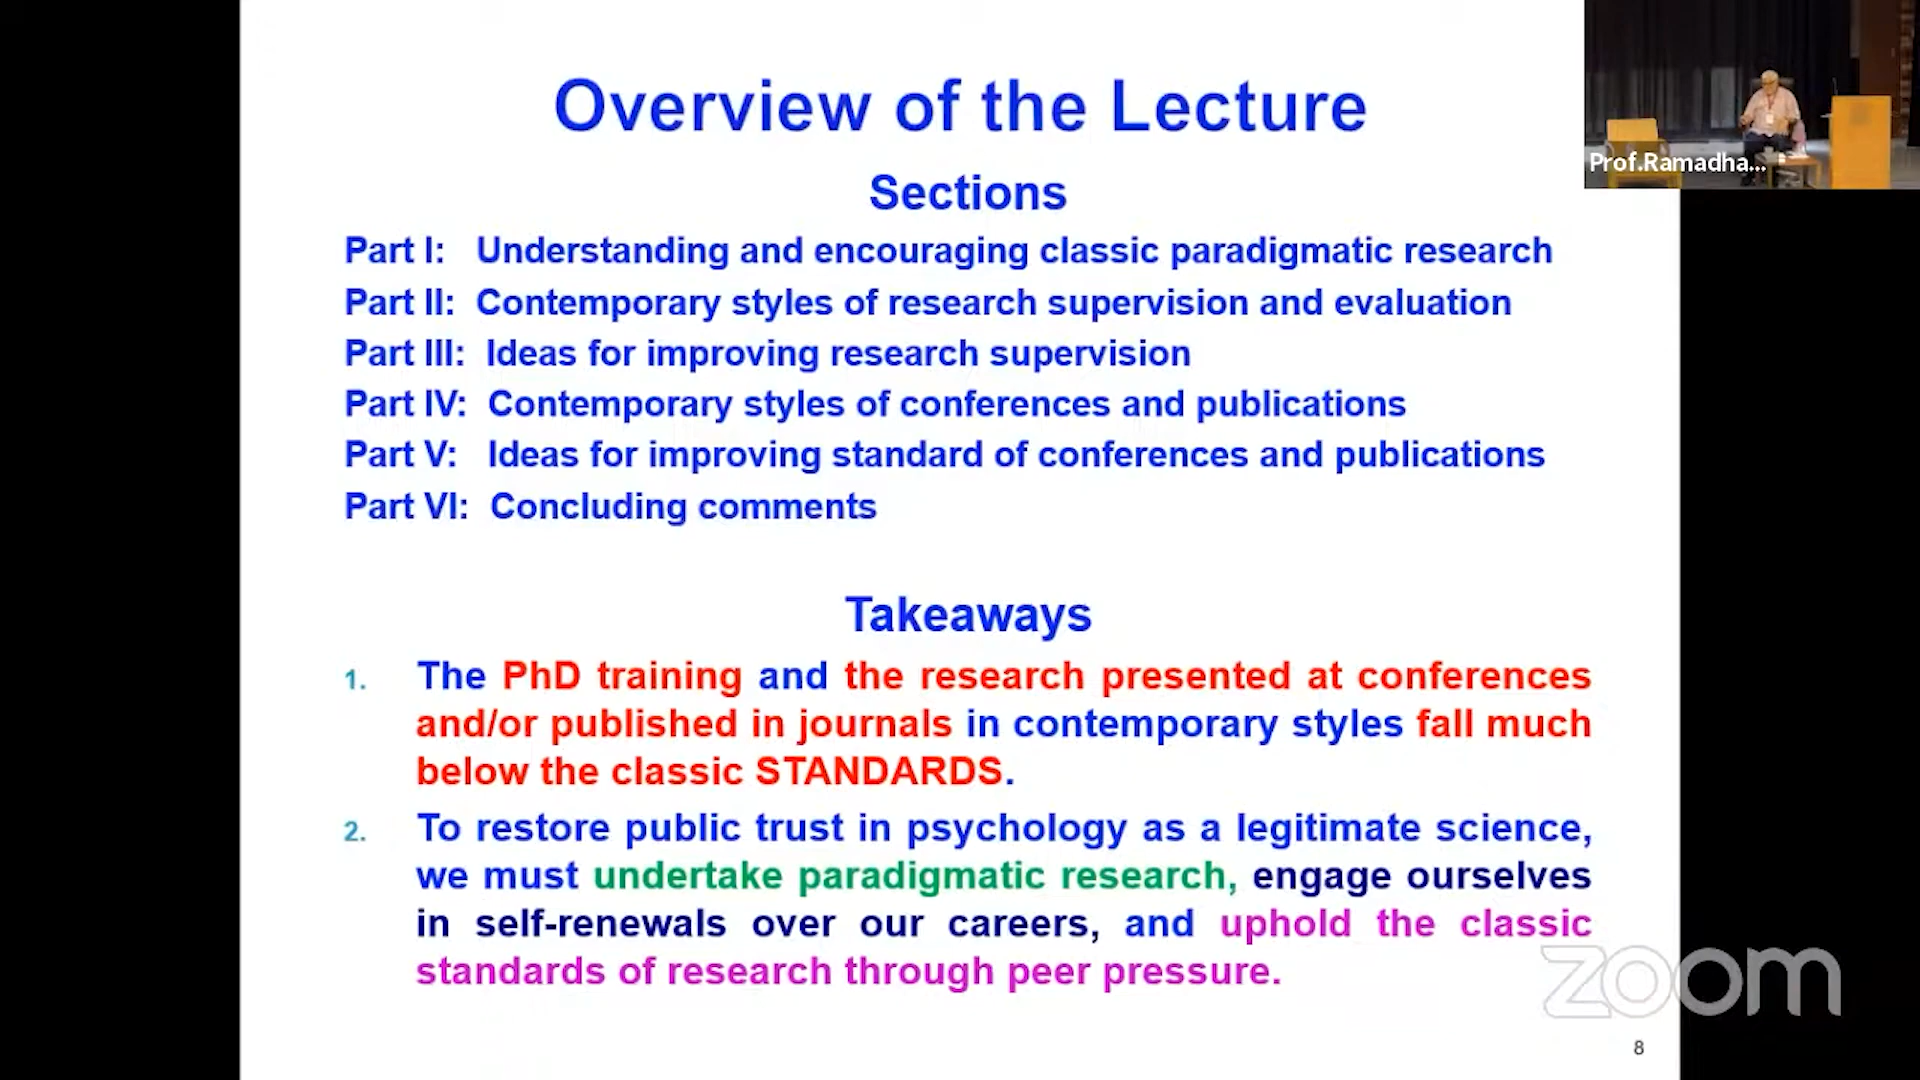 Overview of the Lecture
Prof.Ramadha...
Sections
Part I: Understanding and encouraging classic paradigmatic research
Part II: Contemporary styles of research supervision and evaluation
Part III: Ideas for improving research supervision
Part IV: Contemporary styles of conferences and publications
Part V: Ideas for improving standard of conferences and publications
Part VI: Concluding comments
Takeaways
1. The PhD training and the research presented at conferences
and/or published in journals in contemporary styles fall much
below the classic STANDARDS.
2. To restore public trust in psychology as a legitimate science,
we must undertake paradigmatic research, engage ourselves
in self-renewals over our careers, and uphold the classic
standards of research through peer pressure.
zoom
8